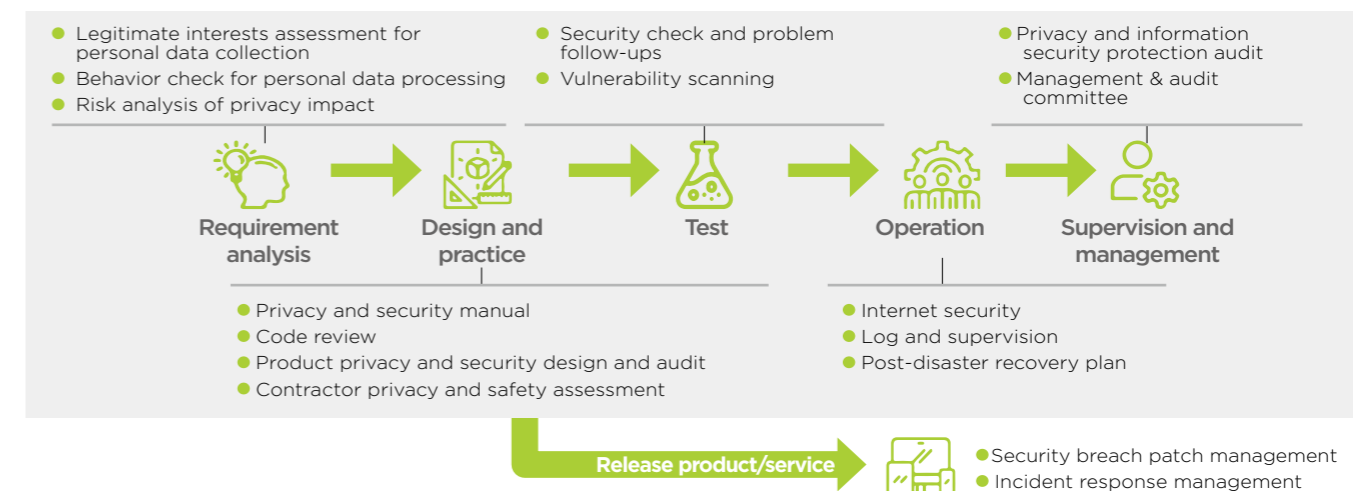 Legitimate interests assessment for
personal data collection
Behavior check for personal data processing
Risk analysis of privacy impact
Security check and problem
follow-ups
Vulnerability scanning
Privacy and information
security protection audit
Management & audit
committee
Requirement
analysis
Design and
practice
Test
Operation
Supervision and
management
Privacy and security manual
Code review
Product privacy and security design and audit
Contractor privacy and safety assessment
Internet security
Log and supervision
Post-disaster recovery plan
Release product/service
Security breach patch management
Incident response management